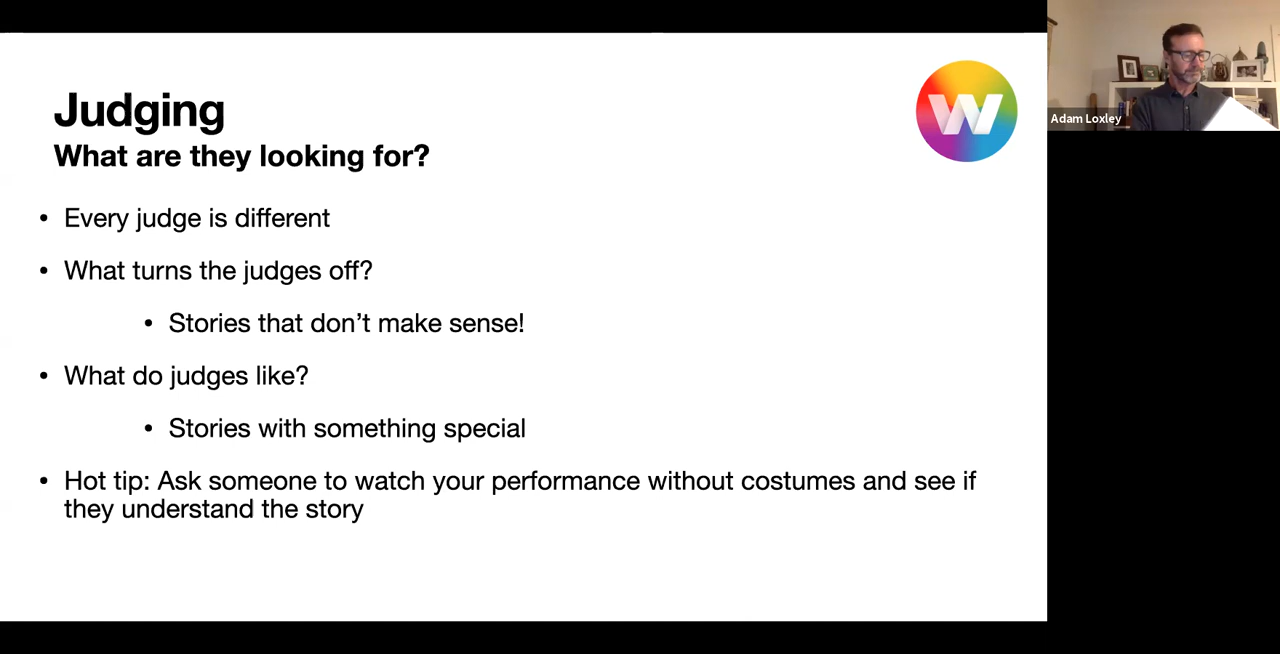 Judging
What are they looking for?
• Every judge is different
• What turns the judges off?
• Stories that don’t make sense!
• What do judges like?
• Stories with something special
• Hot tip: Ask someone to watch your performance without costumes and see if
they understand the story
W
Adam Loxley